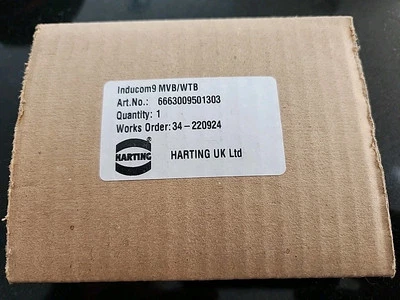 Inducom9 MVB/WTB
Art.No.: 6663009501303
Quantity: 1
Works Order: 34-220924
HARTING
HARTING UK Ltd